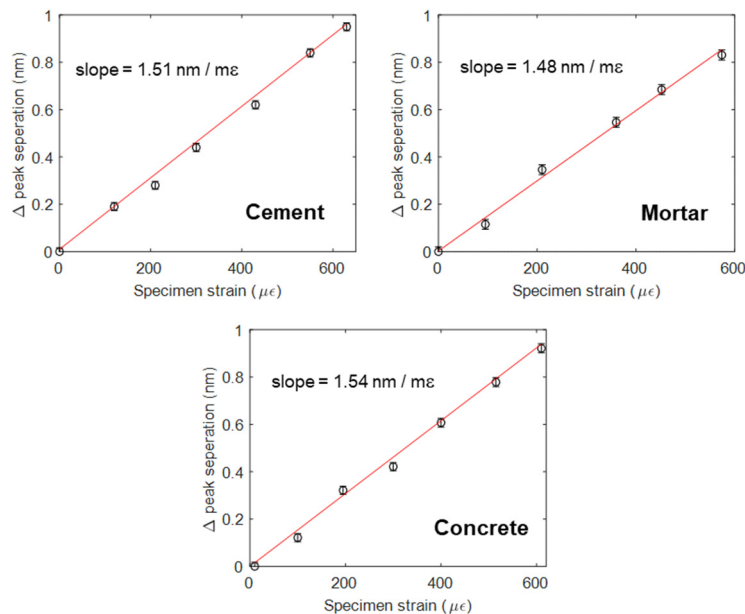 1
0.8
0.6
0.4
0.2
0
Δ peak seperation (nm)
slope = 1.51 nm / mε
Cement
0
200
400
600
Specimen strain (με)
1
0.8
0.6
0.4
0.2
0
Δ peak seperation (nm)
slope = 1.48 nm / mε
Mortar
0
200
400
600
Specimen strain (με)
1
0.8
0.6
0.4
0.2
0
Δ peak seperation (nm)
slope = 1.54 nm / mε
Concrete
0
200
400
600
Specimen strain (με)